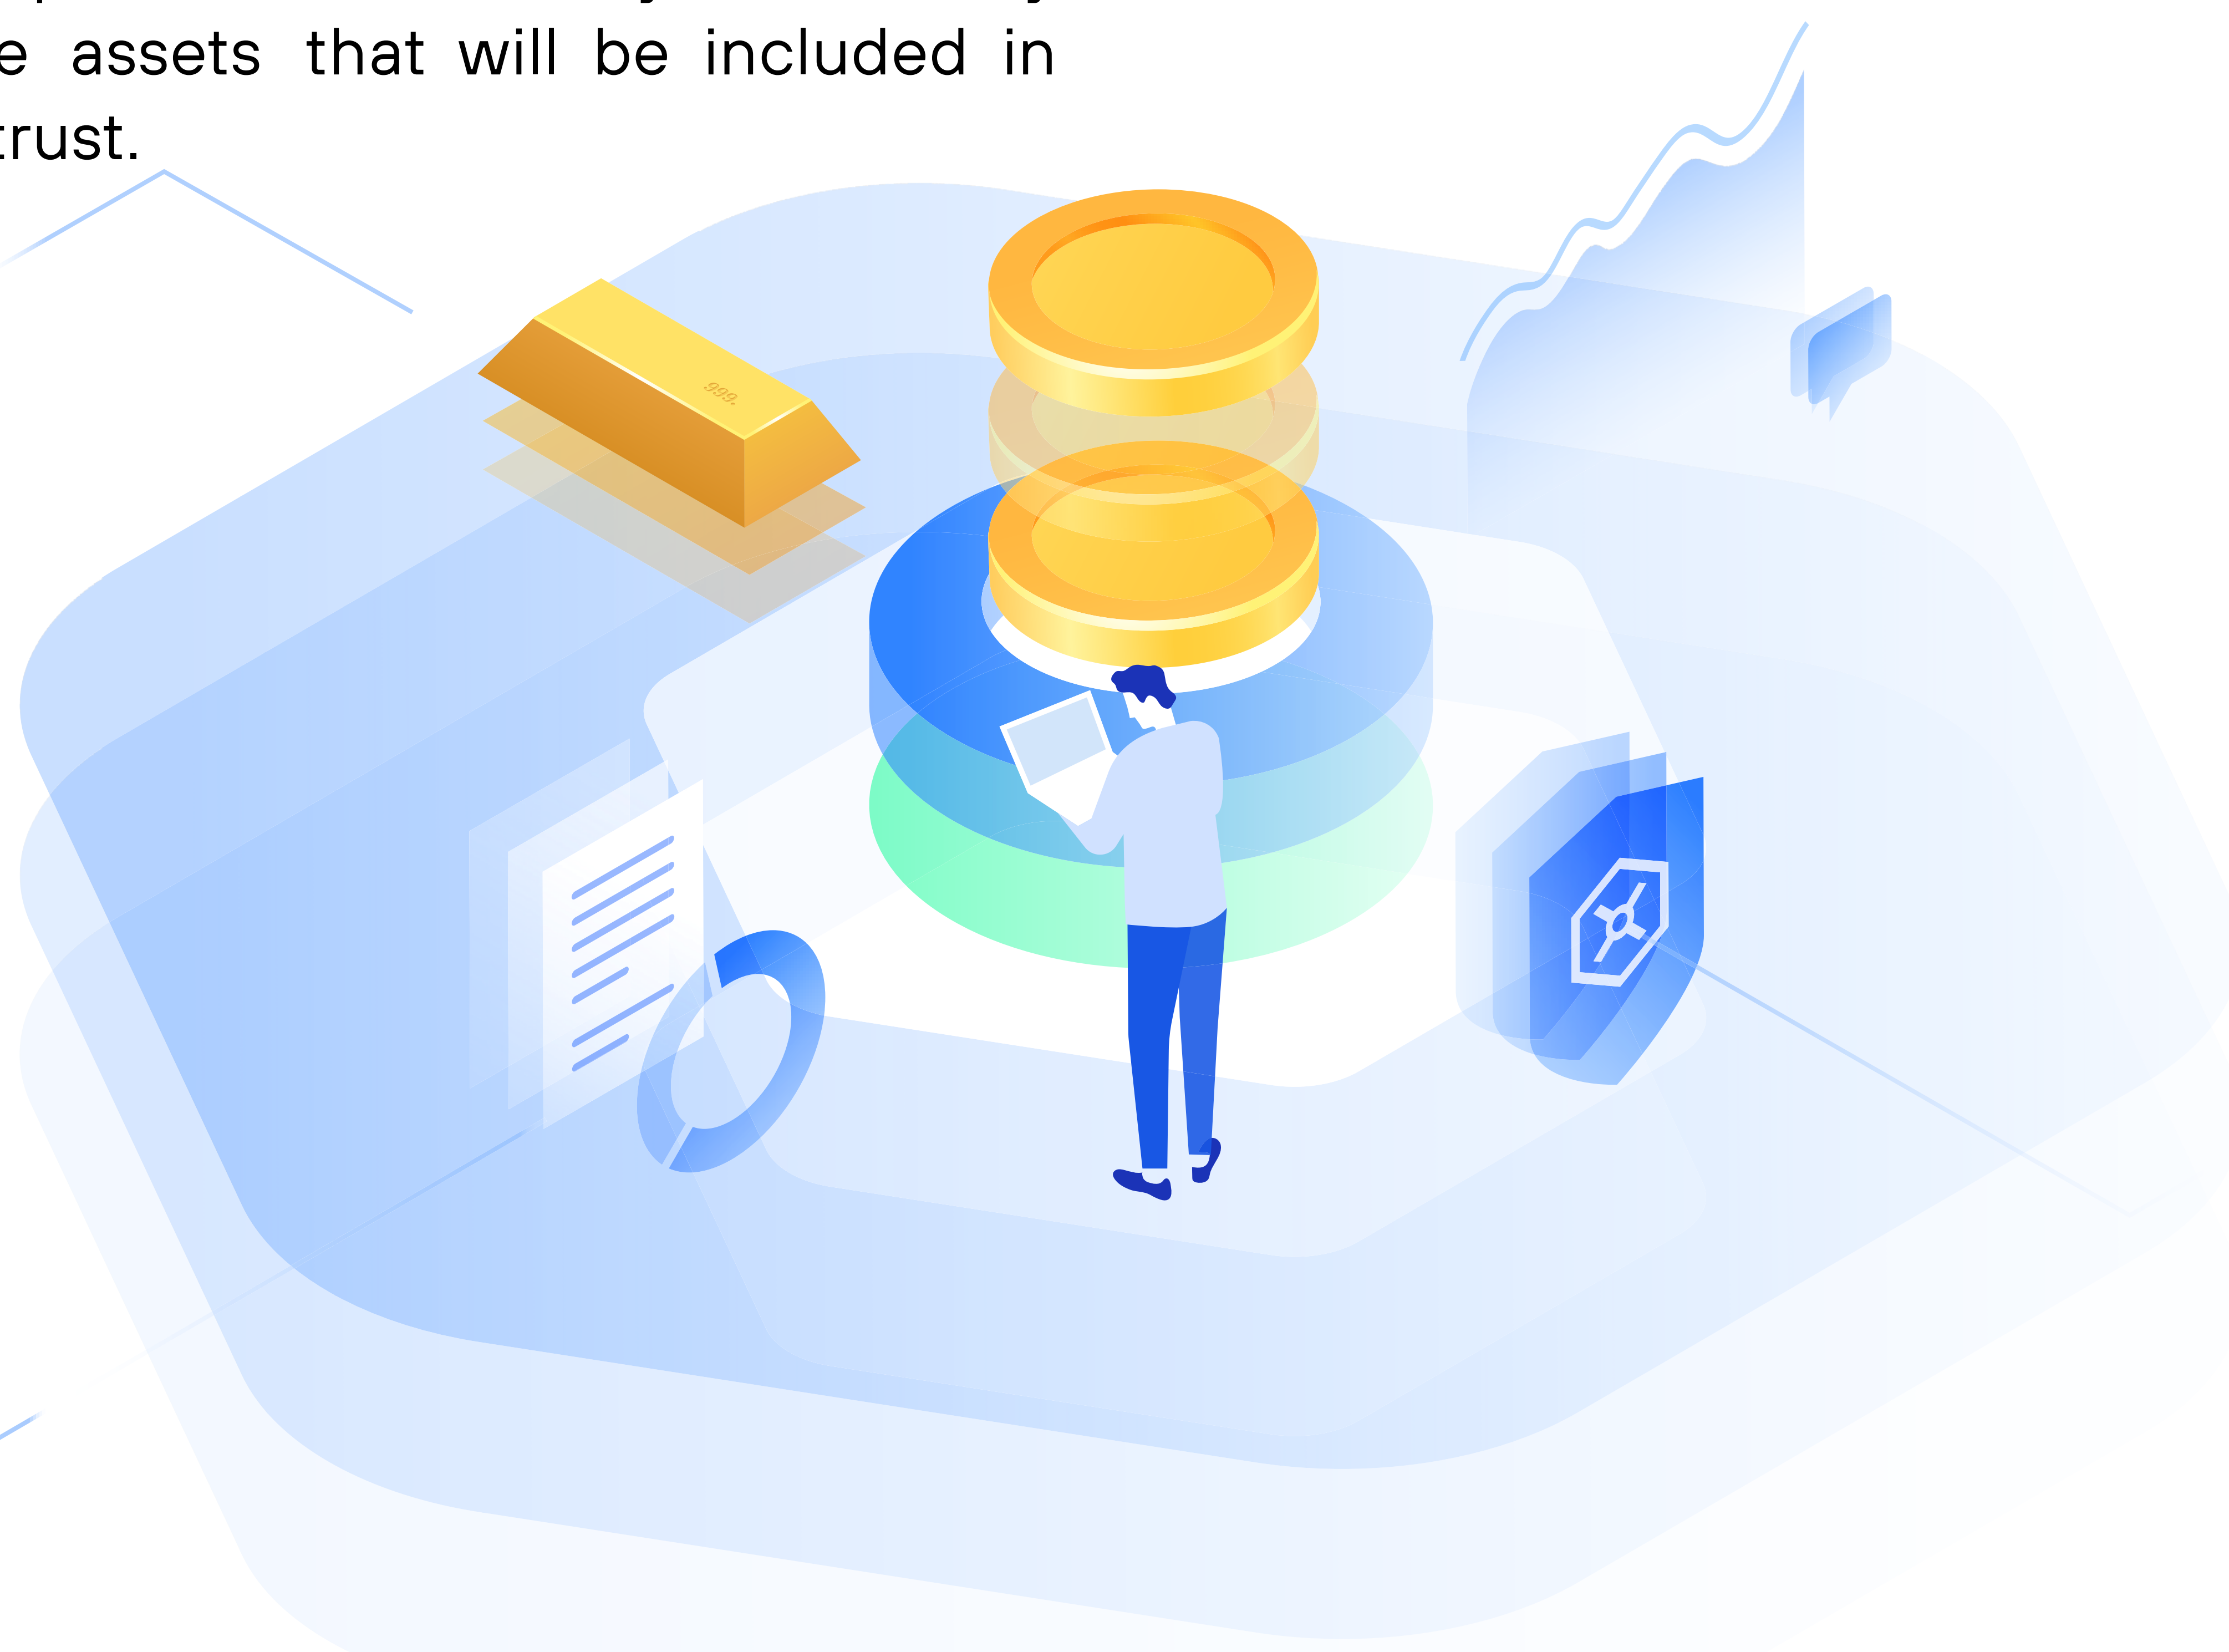 assets that will be included in
trust.
999.